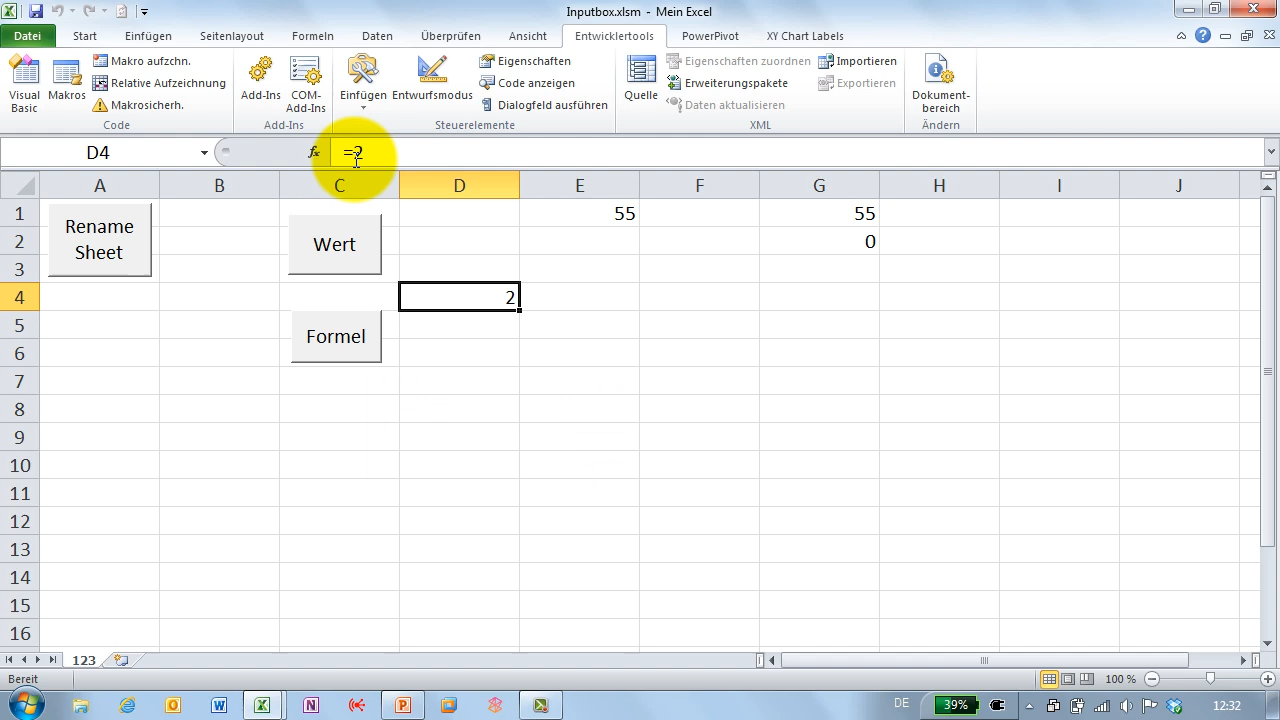 Inputbox.xlsm - Mein Excel
Datei Start Einfügen Seitenlayout Formeln Daten Überprüfen Ansicht Entwicklertools PowerPivot XY Chart Labels
Visual Basic
Makros
Makro aufzchn.
Relative Aufzeichnung
Makrosicherh.
Code
Add-Ins
COM-Add-Ins
Add-Ins
Einfügen
Entwurfsmodus
Eigenschaften
Code anzeigen
Dialogfeld ausführen
Steuerelemente
Quelle
Eigenschaften zuordnen
Erweiterungspakete
Daten aktualisieren
Importieren
Exportieren
XML
Dokument-
bereich
Ändern
D4 fx =2
A B C D E F G H I J
1 55 55
2 0
3
4 2
5
6
7
8
9
10
11
12
13
14
15
16
Rename
Sheet
Wert
Formel
123
Bereit 100 %
DE 39% 12:32